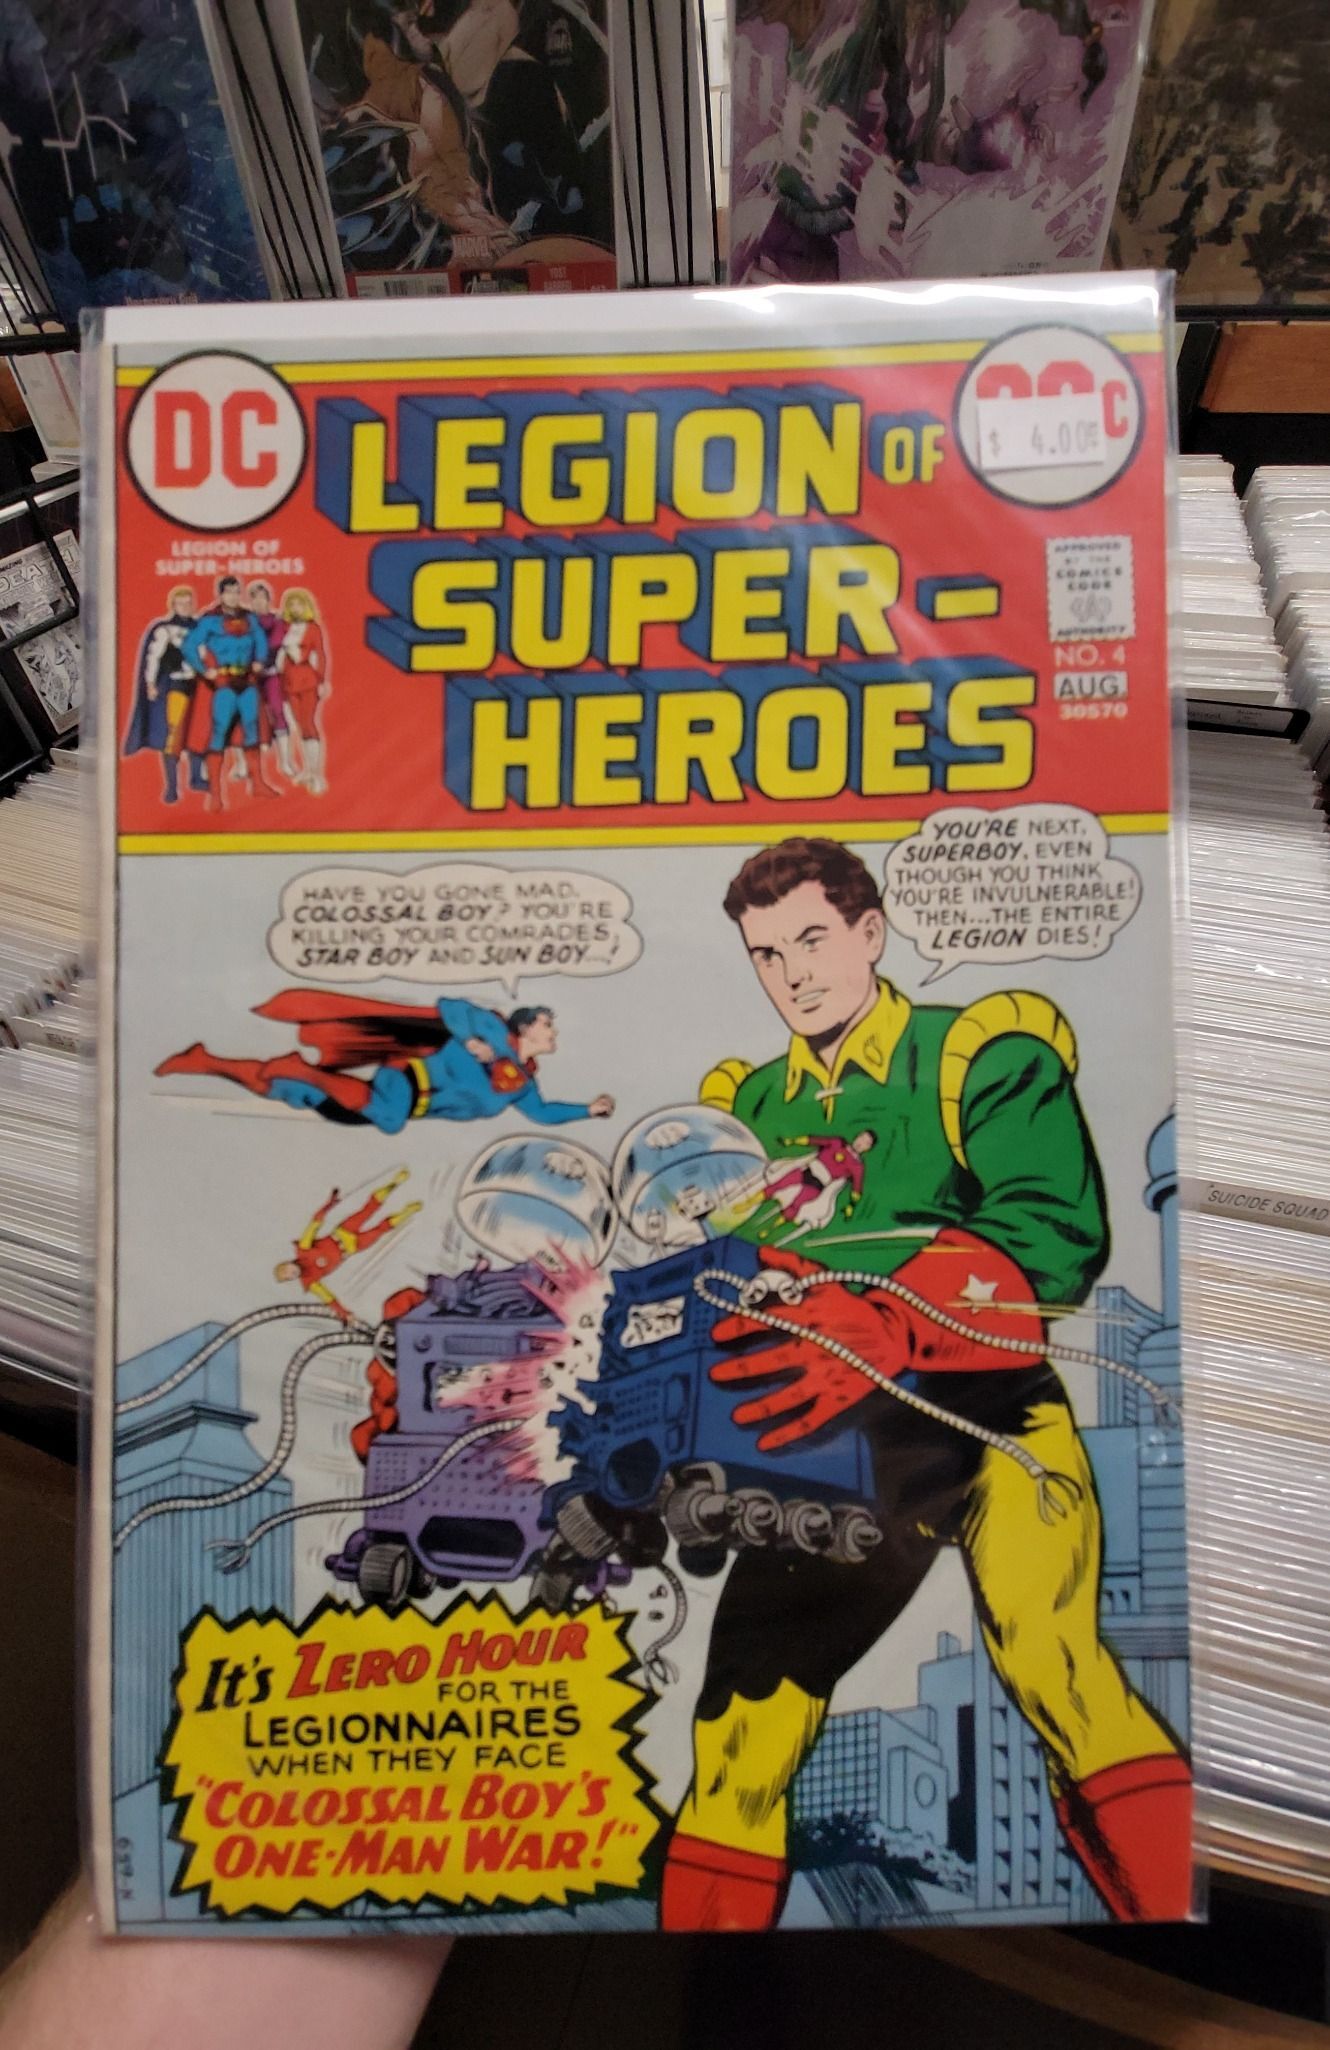 MARVEL
YOST
DC
LEGION OF
SUPER-
HEROES
$ 4.00
C
LEGION OF
SUPER-HEROES
APPROVED
BY THE
COMICS
CODE
AUTHORITY
NO. 4
AUG.
30570
YOU'RE NEXT,
SUPERBOY, EVEN
THOUGH YOU THINK
YOU'RE INVULNERABLE!
THEN...THE ENTIRE
LEGION DIES!
HAVE YOU GONE MAD,
COLOSSAL BOY? YOU'RE
KILLING YOUR COMRADES,
STAR BOY AND SUN BOY...!
SUICIDE SQUAD
IT'S ZERO HOUR
FOR THE
LEGIONNAIRES
WHEN THEY FACE
"COLOSSAL BOY'S
ONE-MAN WAR!"